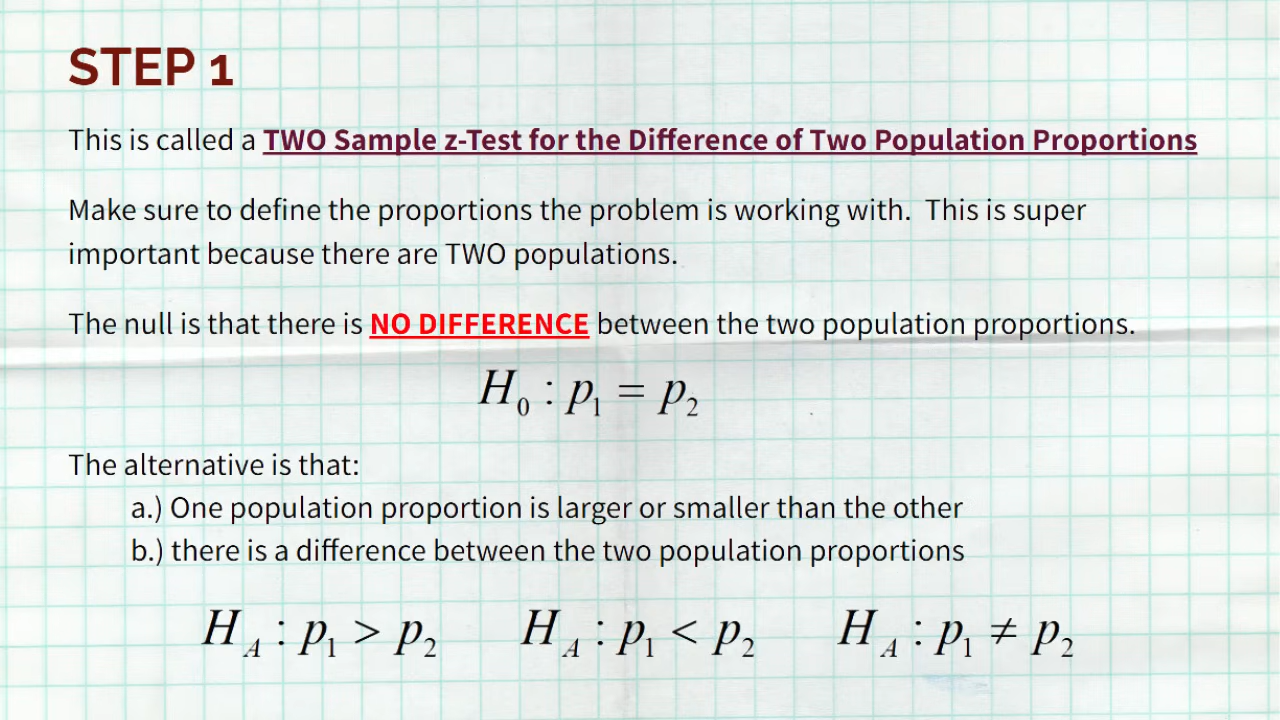 STEP 1
This is called a TWO Sample z-Test for the Difference of Two Population Proportions
Make sure to define the proportions the problem is working with.  This is super
important because there are TWO populations.
The null is that there is NO DIFFERENCE between the two population proportions.
H₀ : p₁ = p₂
The alternative is that:
a.) One population proportion is larger or smaller than the other
b.) there is a difference between the two population proportions
H_A : p₁ > p₂ H_A : p₁ < p₂ H_A : p₁ ≠ p₂